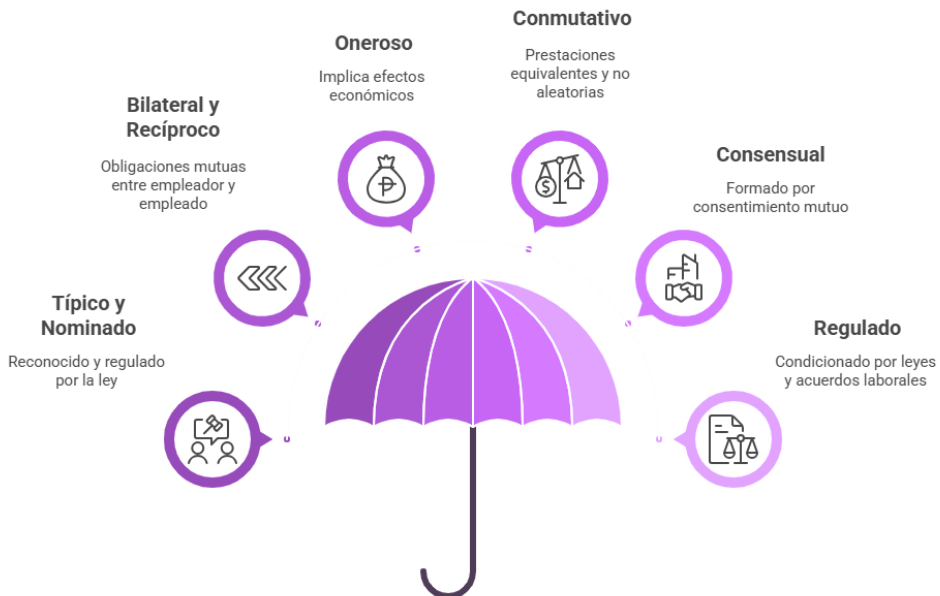 Típico y
Nominado
Reconocido y regulado
por la ley
Bilateral y
Recíproco
Obligaciones mutuas
entre empleador y
empleado
Oneroso
Implica efectos
económicos
Conmutativo
Prestaciones
equivalentes y no
aleatorias
Consensual
Formado por
consentimiento mutuo
Regulado
Condicionado por leyes
y acuerdos laborales